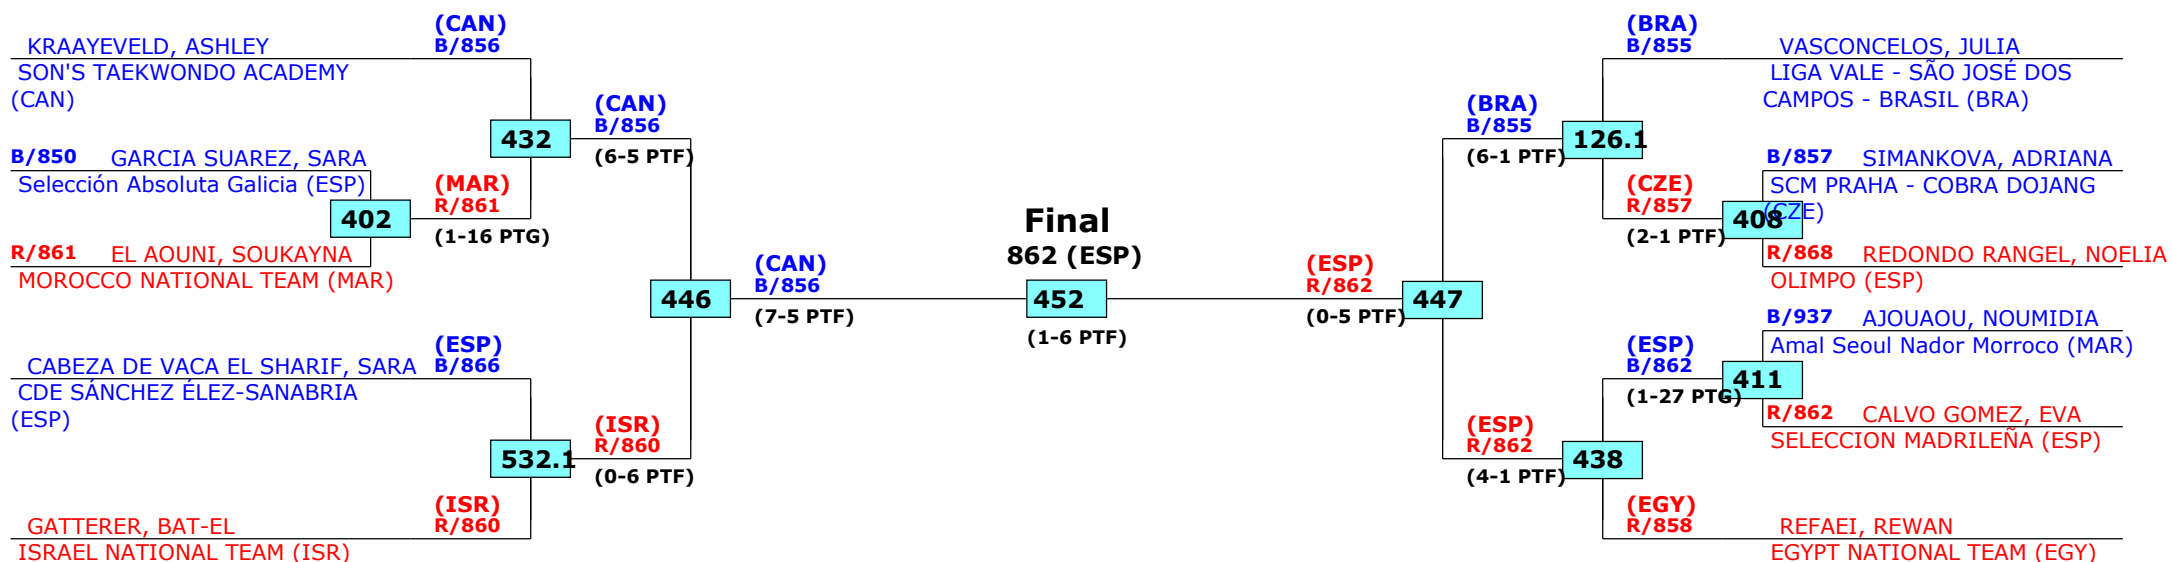 (CAN)
KRAAYEVELD, ASHLEY B/856
SON'S TAEKWONDO ACADEMY
(CAN)
(CAN)
B/856
432
(6-5 PTF)
B/850 GARCIA SUAREZ, SARA
Selección Absoluta Galicia (ESP)
(MAR)
R/861
402
(1-16 PTG)
R/861 EL AOUNI, SOUKAYNA
MOROCCO NATIONAL TEAM (MAR)
(CAN)
B/856
446
(7-5 PTF)
(ESP)
CABEZA DE VACA EL SHARIF, SARA B/866
CDE SÁNCHEZ ÉLEZ-SANABRIA
(ESP)
(ISR)
R/860
532.1
(0-6 PTF)
(ISR)
GATTERER, BAT-EL R/860
ISRAEL NATIONAL TEAM (ISR)
Final
862 (ESP)
452
(1-6 PTF)
(BRA)
B/855 VASCONCELOS, JULIA
LIGA VALE - SÃO JOSÉ DOS
CAMPOS - BRASIL (BRA)
(BRA)
B/855
126.1
(6-1 PTF)
B/857 SIMANKOVA, ADRIANA
SCM PRAHA - COBRA DOJANG
(CZE)
(CZE)
R/857
408
(2-1 PTF)
R/868 REDONDO RANGEL, NOELIA
OLIMPO (ESP)
(ESP)
R/862
447
(0-5 PTF)
B/937 AJOUAOU, NOUMIDIA
Amal Seoul Nador Morroco (MAR)
(ESP)
B/862
411
(1-27 PTG)
R/862 CALVO GOMEZ, EVA
SELECCION MADRILEÑA (ESP)
(ESP)
R/862
438
(4-1 PTF)
(EGY)
R/858 REFAEI, REWAN
EGYPT NATIONAL TEAM (EGY)